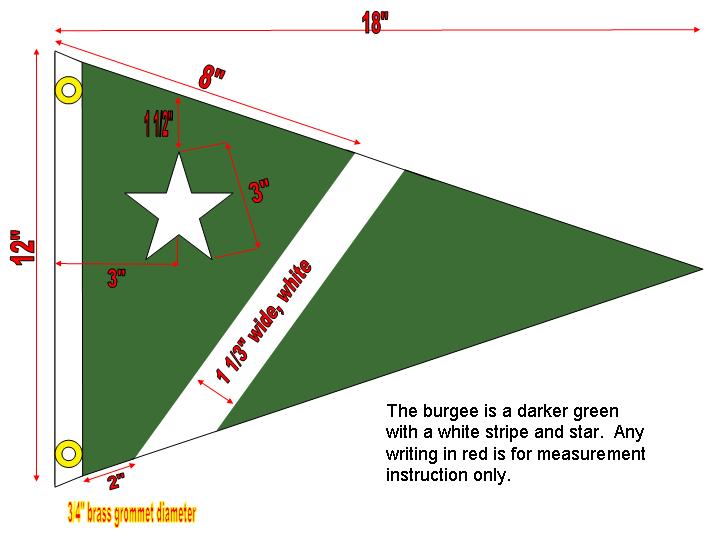 18"
8"
1 1/2"
3"
12"
3"
1 1/3" wide, white
The burgee is a darker green
with a white stripe and star.  Any
writing in red is for measurement
instruction only.
2"
3/4" brass grommet diameter